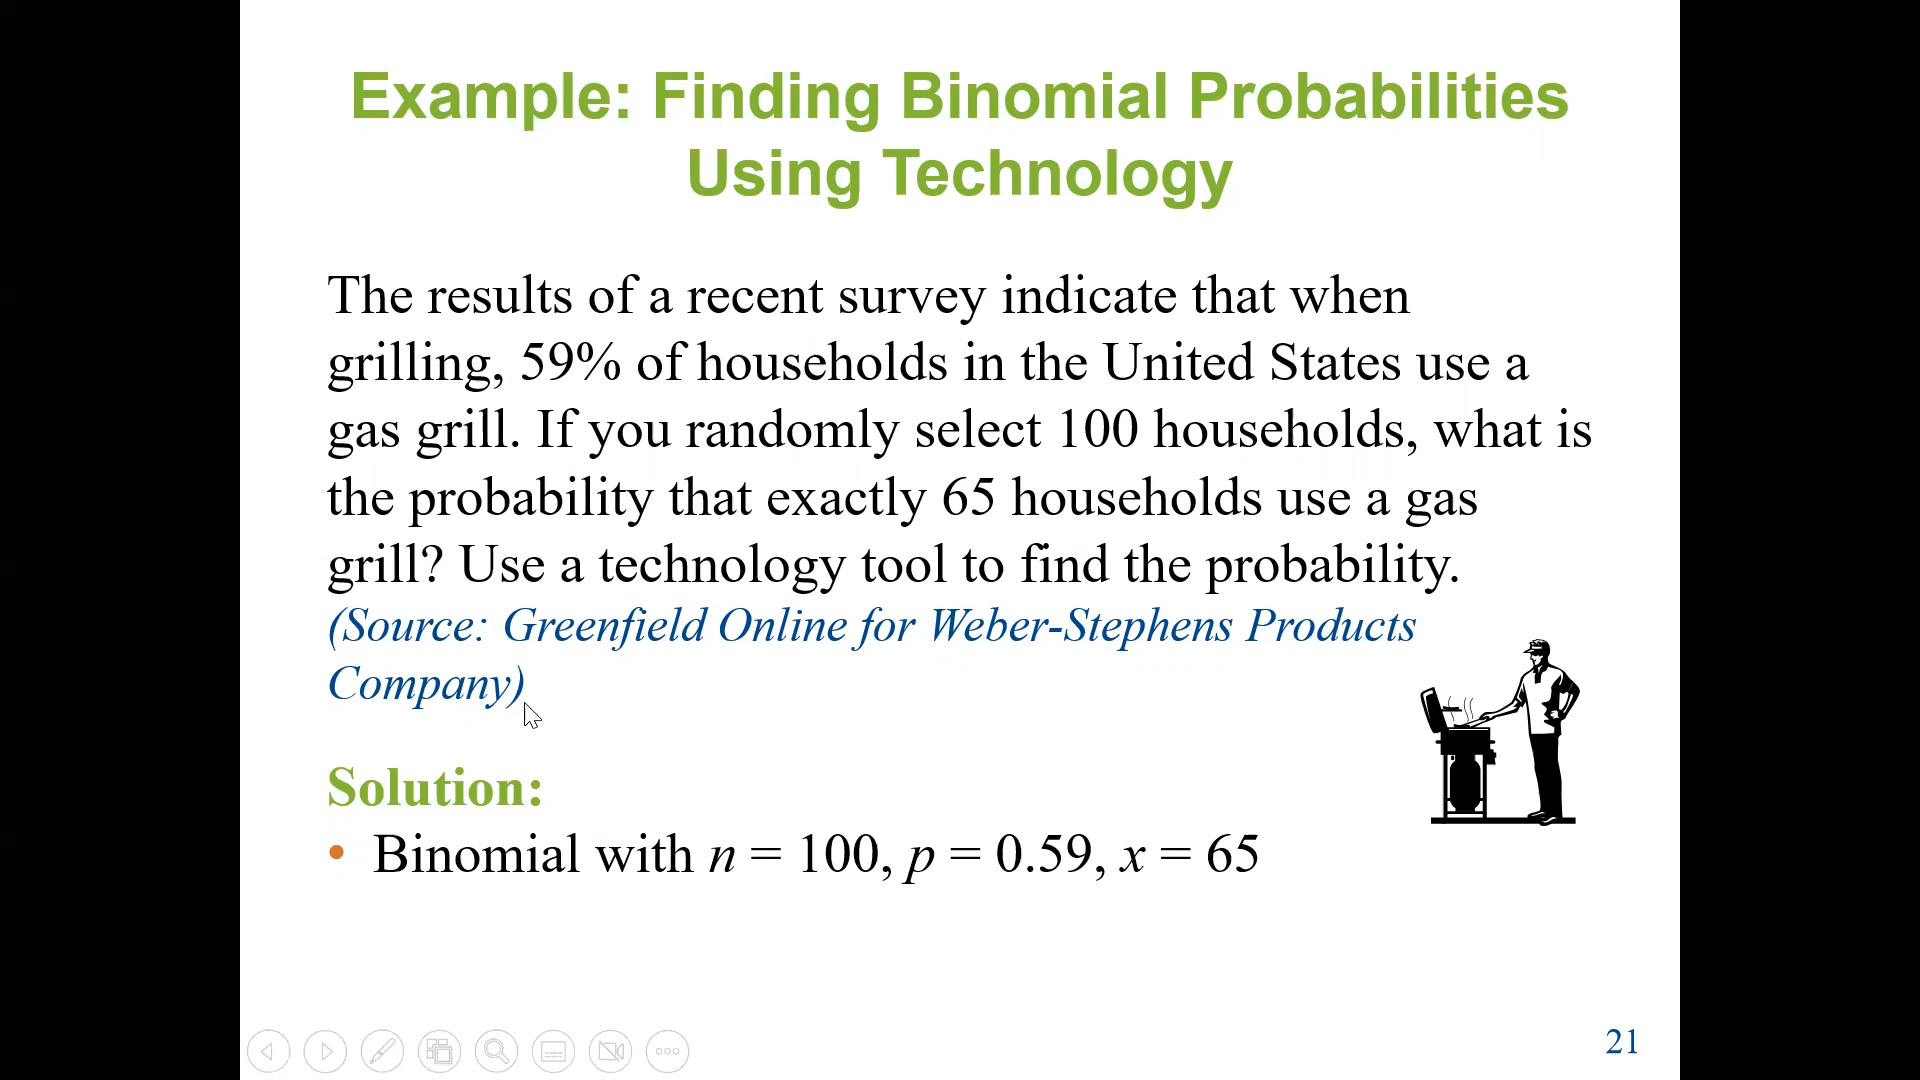 Example: Finding Binomial Probabilities
Using Technology
The results of a recent survey indicate that when
grilling, 59% of households in the United States use a
gas grill. If you randomly select 100 households, what is
the probability that exactly 65 households use a gas
grill? Use a technology tool to find the probability.
(Source: Greenfield Online for Weber-Stephens Products
Company)
Solution:
• Binomial with n = 100, p = 0.59, x = 65
21